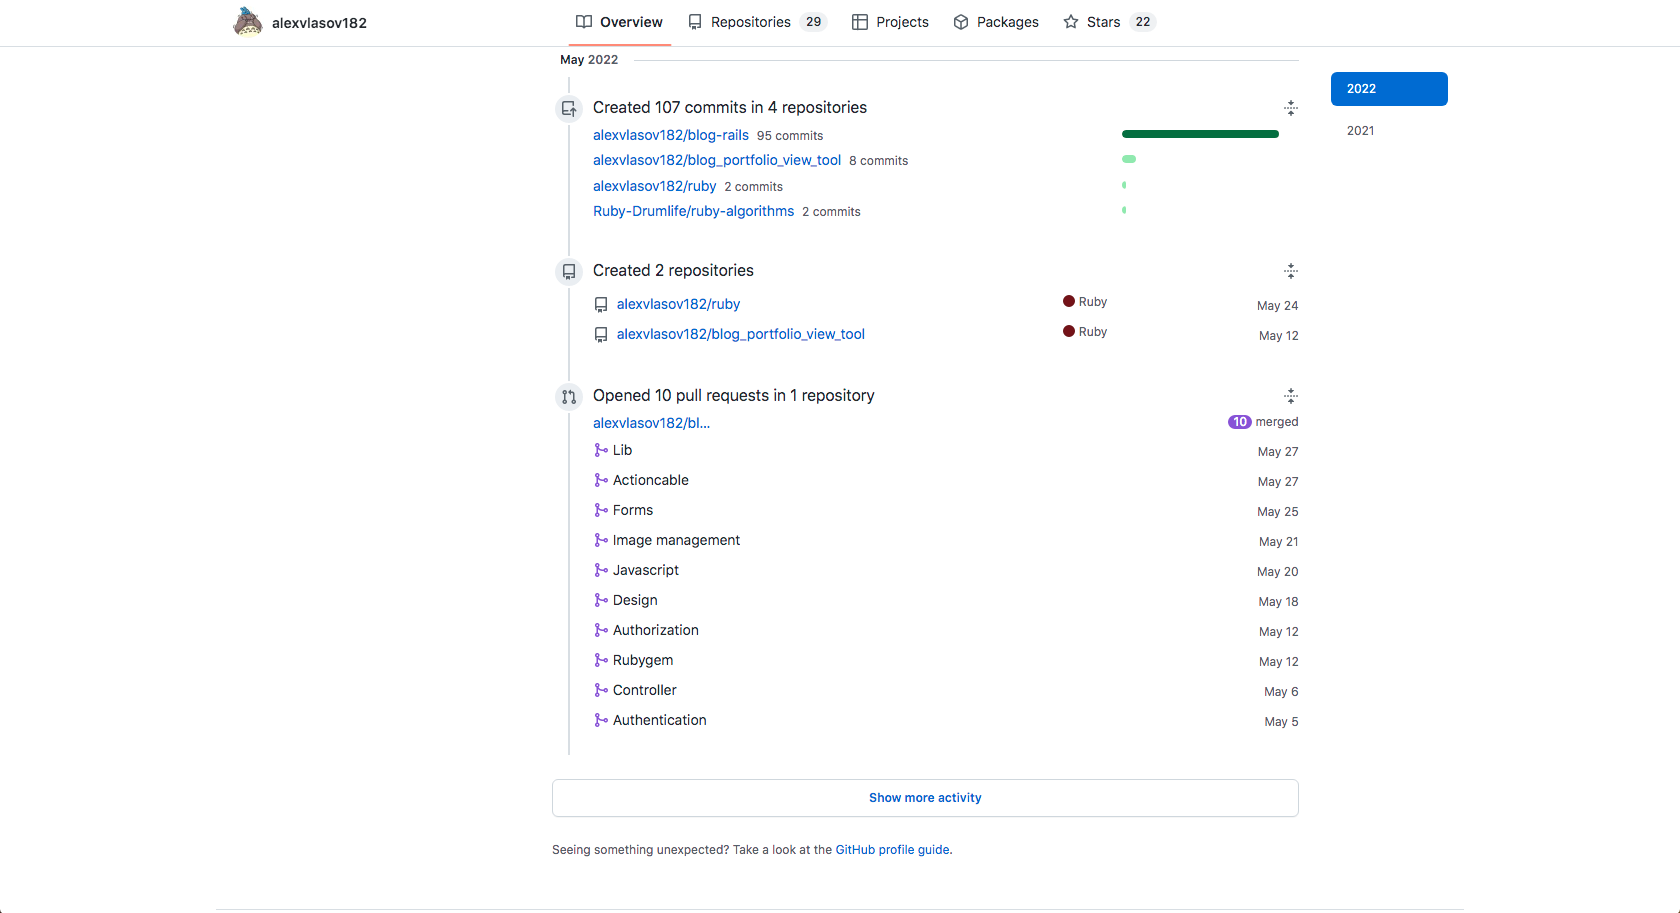 alexvlasov182
Overview
Repositories 29
Projects
Packages
Stars 22
May 2022
2022
2021
Created 107 commits in 4 repositories
alexvlasov182/blog-rails 95 commits
alexvlasov182/blog_portfolio_view_tool 8 commits
alexvlasov182/ruby 2 commits
Ruby-Drumlife/ruby-algorithms 2 commits
Created 2 repositories
alexvlasov182/ruby Ruby May 24
alexvlasov182/blog_portfolio_view_tool Ruby May 12
Opened 10 pull requests in 1 repository
alexvlasov182/bl... 10 merged
Lib May 27
Actioncable May 27
Forms May 25
Image management May 21
Javascript May 20
Design May 18
Authorization May 12
Rubygem May 12
Controller May 6
Authentication May 5
Show more activity
Seeing something unexpected? Take a look at the GitHub profile guide.